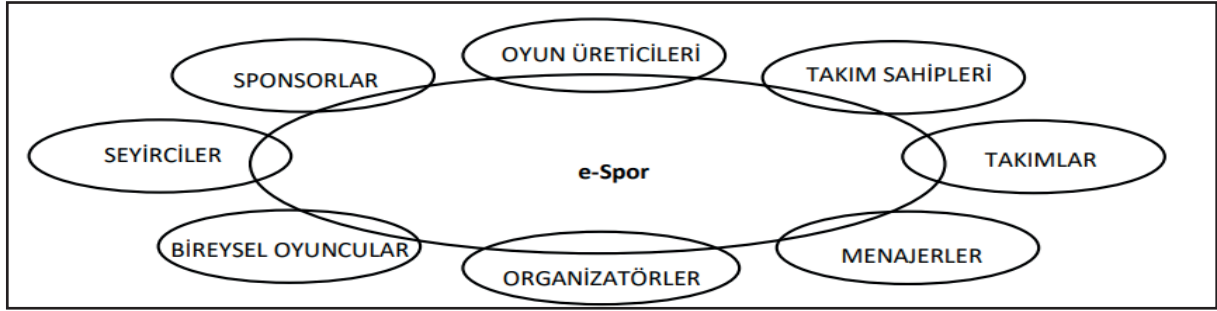 OYUN ÜRETİCİLERİ
SPONSORLAR
TAKIM SAHİPLERİ
SEYİRCİLER
e-Spor
TAKIMLAR
BİREYSEL OYUNCULAR
ORGANİZATÖRLER
MENAJERLER